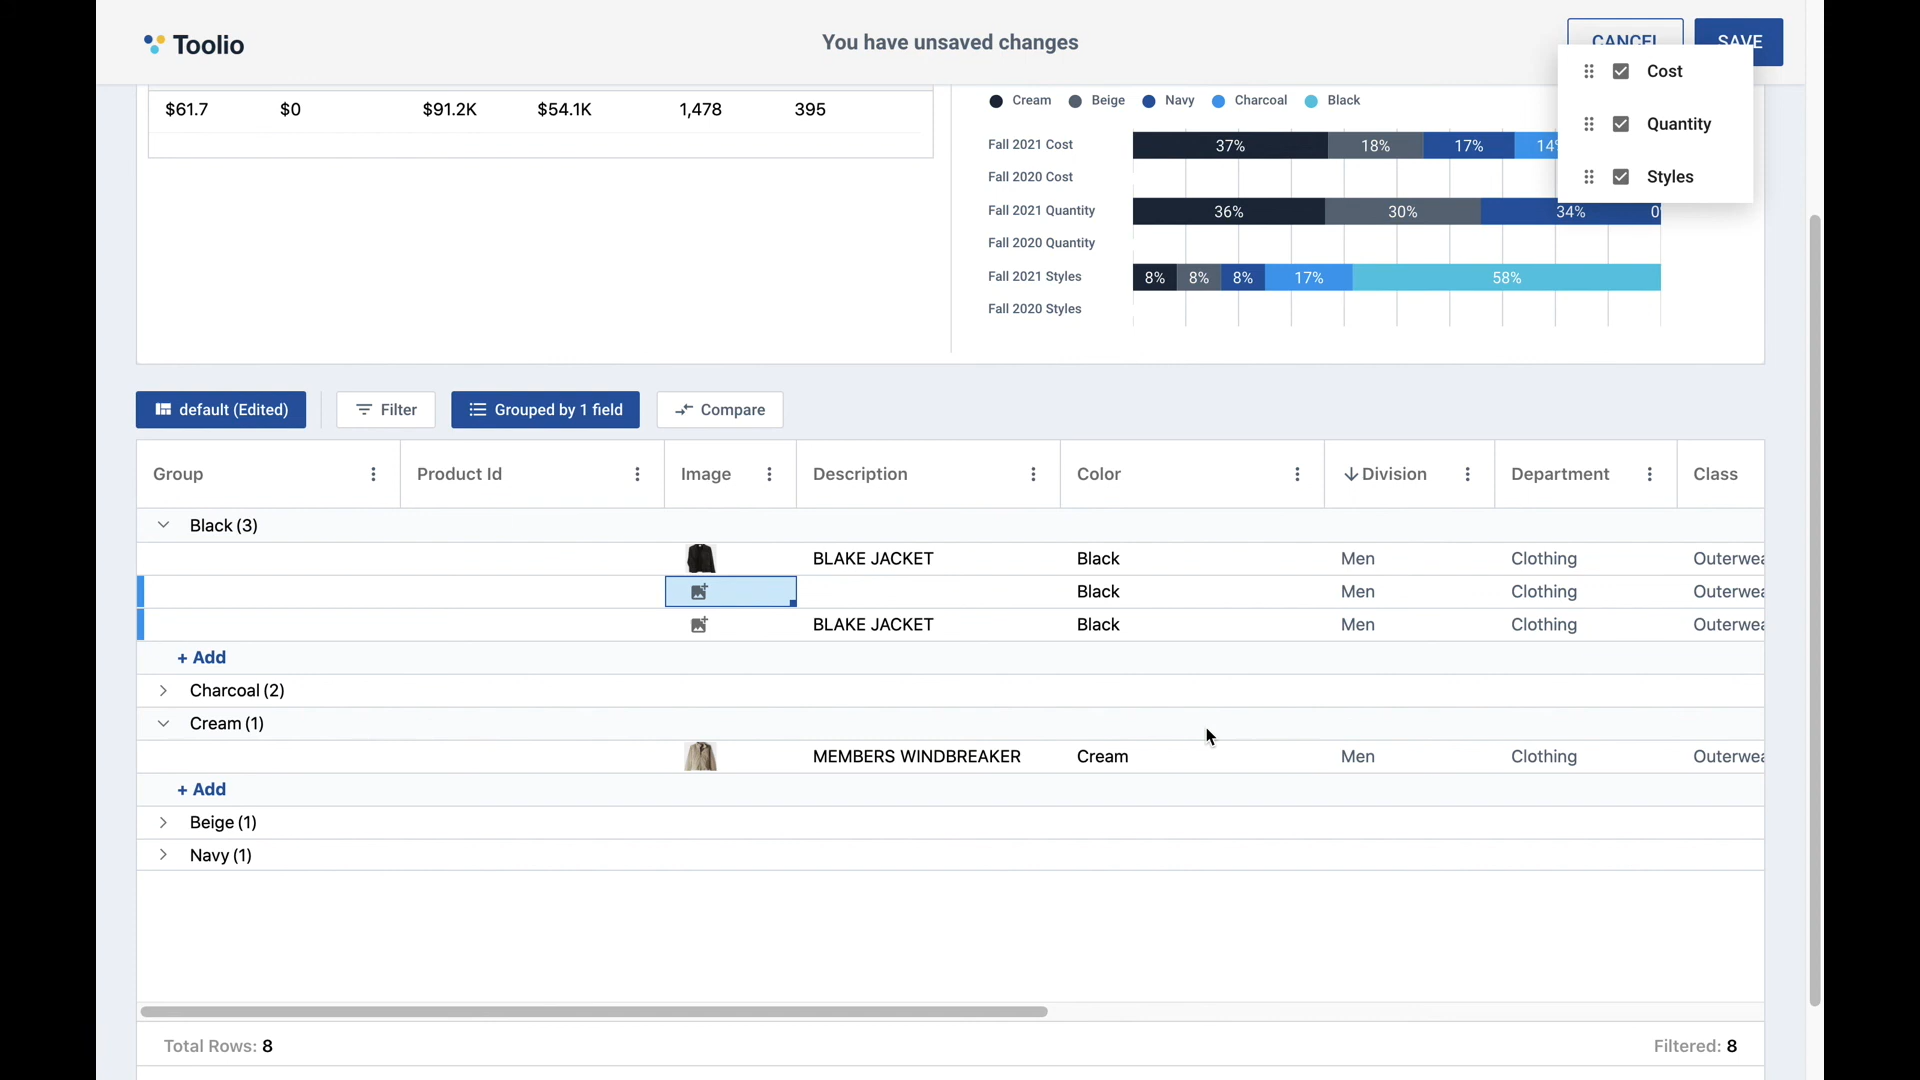 Toolio
You have unsaved changes
CANCEL
SAVE
Cost
Quantity
Styles
$61.7 $0 $91.2K $54.1K 1,478 395
Cream Beige Navy Charcoal Black
Fall 2021 Cost 37% 18% 17% 14%
Fall 2020 Cost
Fall 2021 Quantity 36% 30% 34% 0
Fall 2020 Quantity
Fall 2021 Styles 8% 8% 8% 17% 58%
Fall 2020 Styles
default (Edited) Filter Grouped by 1 field Compare
Group Product Id Image Description Color Division Department Class
Black (3)
BLAKE JACKET Black Men Clothing Outerwea
Black Men Clothing Outerwea
BLAKE JACKET Black Men Clothing Outerwea
+ Add
Charcoal (2)
Cream (1)
MEMBERS WINDBREAKER Cream Men Clothing Outerwea
+ Add
Beige (1)
Navy (1)
Total Rows: 8 Filtered: 8